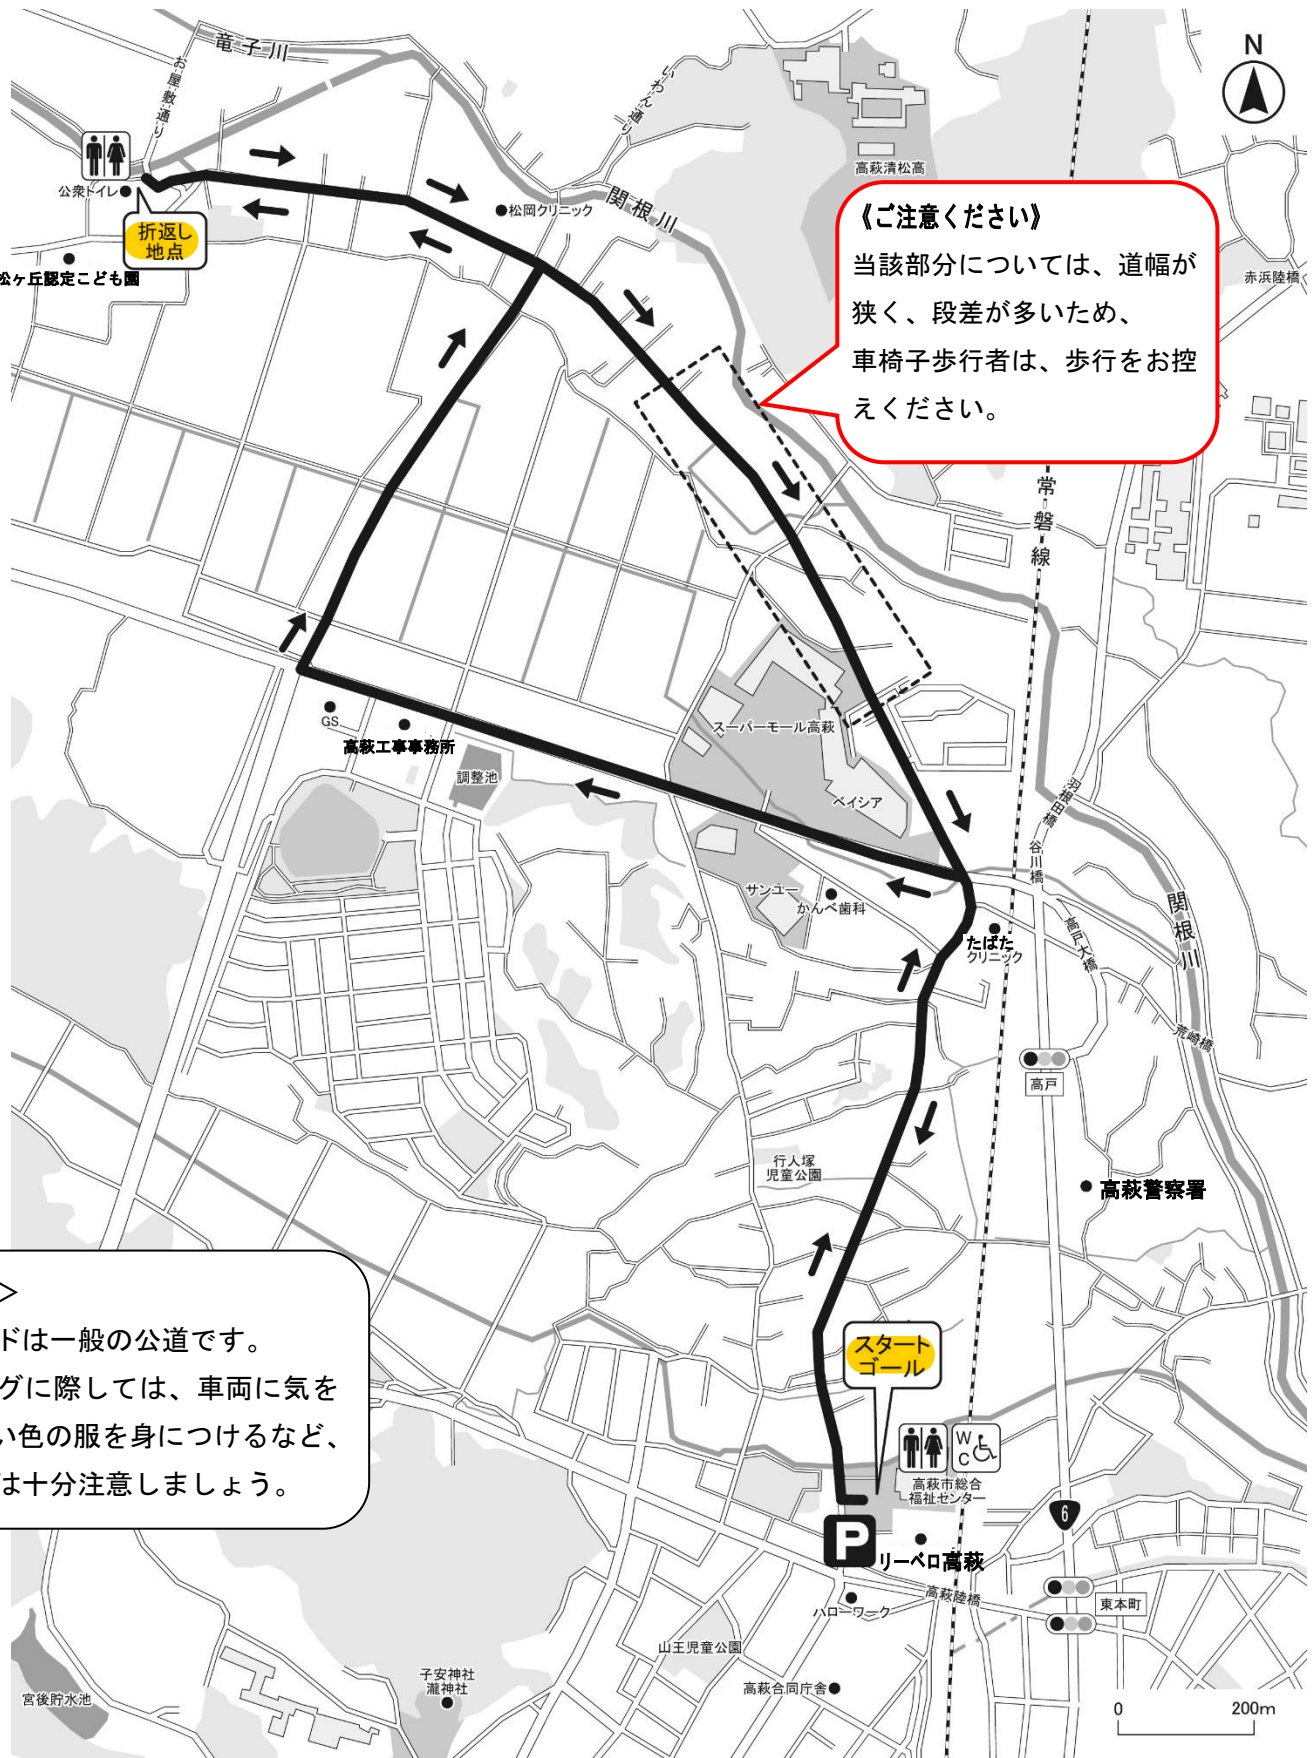 竜子川
お屋敷通り
いわん通り
N
高萩清松高
公衆トイレ
折返し
地点
松岡クリニック
関根川
松ヶ丘認定こども園
《ご注意ください》
当該部分については、道幅が
狭く、段差が多いため、
車椅子歩行者は、歩行をお控
えください。
赤浜陸橋
常磐線
GS
高萩工事事務所
調整池
スーパーモール高萩
ベイシア
羽根田橋
谷川橋
サンユー
かんべ歯科
たばた
クリニック
高戸大橋
関根川
荒崎橋
高戸
行人塚
児童公園
高萩警察署
＞
ドは一般の公道です。
グに際しては、車両に気を
い色の服を身につけるなど、
は十分注意しましょう。
スタート
ゴール
W
C
高萩市総合
福祉センター
6
P
リーベロ高萩
高萩陸橋
東本町
ハローワーク
山王児童公園
子安神社
瀧神社
高萩合同庁舎
宮後貯水池
0 200m